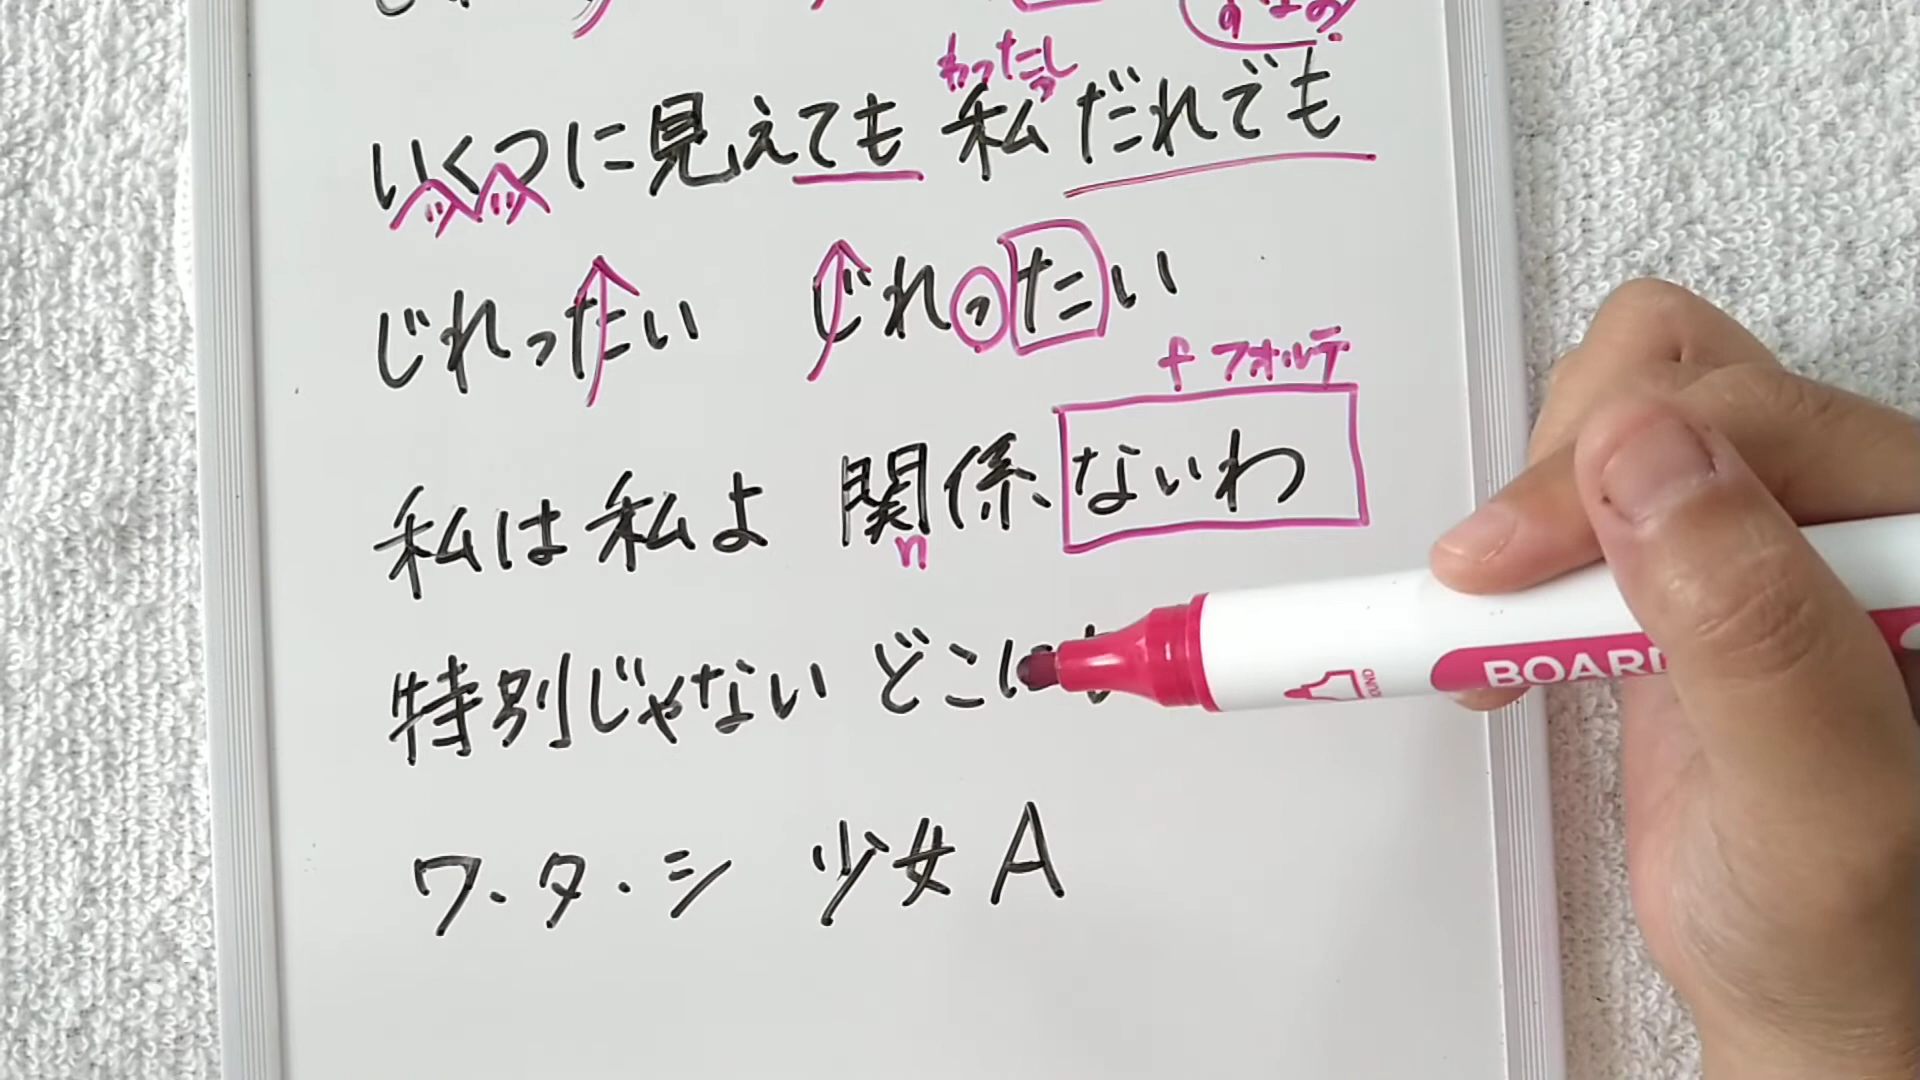 わったし
いくつに見えても 私 だれでも
じれったい じれったい
f フォルテ
私は私よ 関係ないわ
n
特別じゃない どこ
ワ・タ・シ 少女A
BOAR